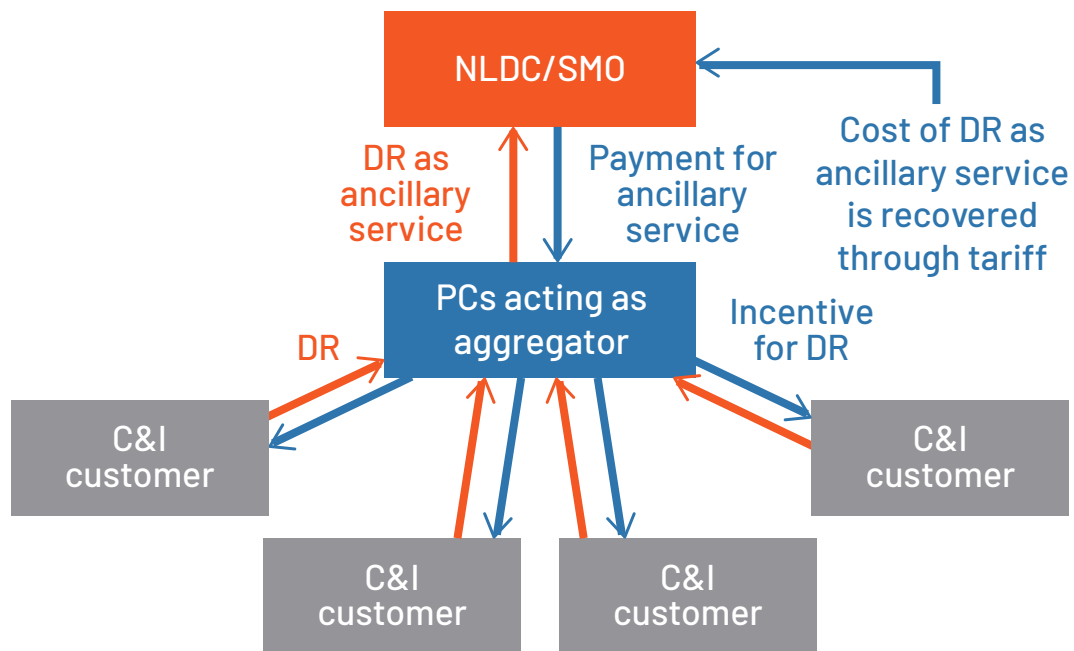 NLDC/SMO
DR as
ancillary
service
Payment for
ancillary
service
Cost of DR as
ancillary service
is recovered
through tariff
PCs acting as
aggregator
DR
Incentive
for DR
C&I
customer
C&I
customer
C&I
customer
C&I
customer